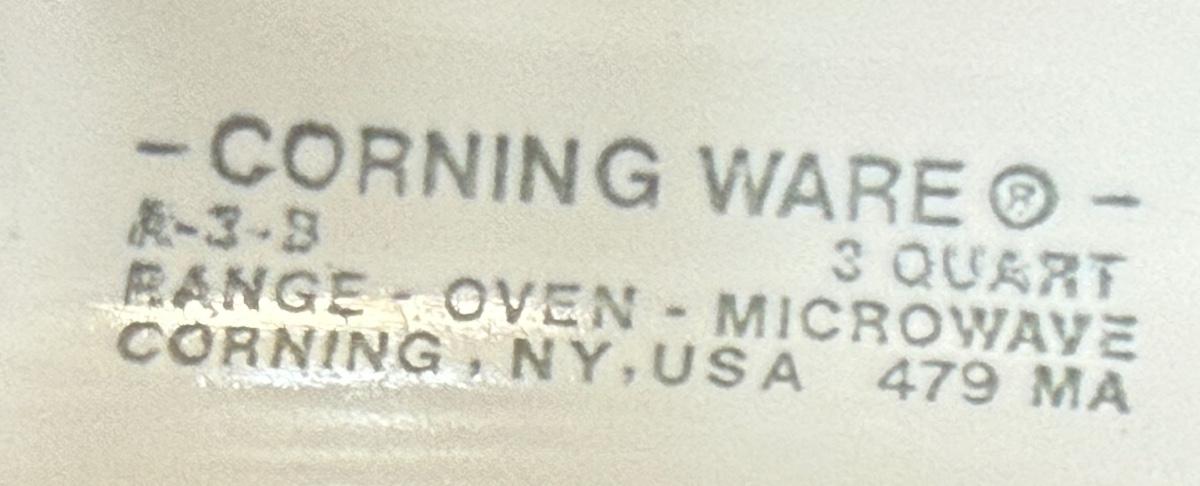 - CORNING WARE ® -
A-3-B 3 QUART
RANGE - OVEN - MICROWAVE
CORNING, NY, USA 479 MA